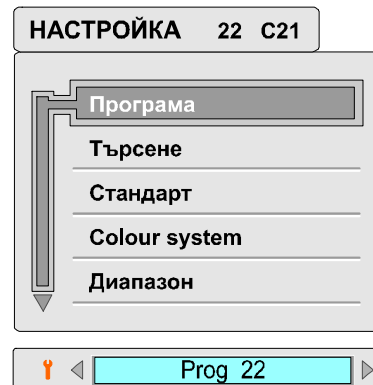 НАСТРОЙКА 22 C21
Програма
Търсене
Стандарт
Colour system
Диапазон
Prog 22